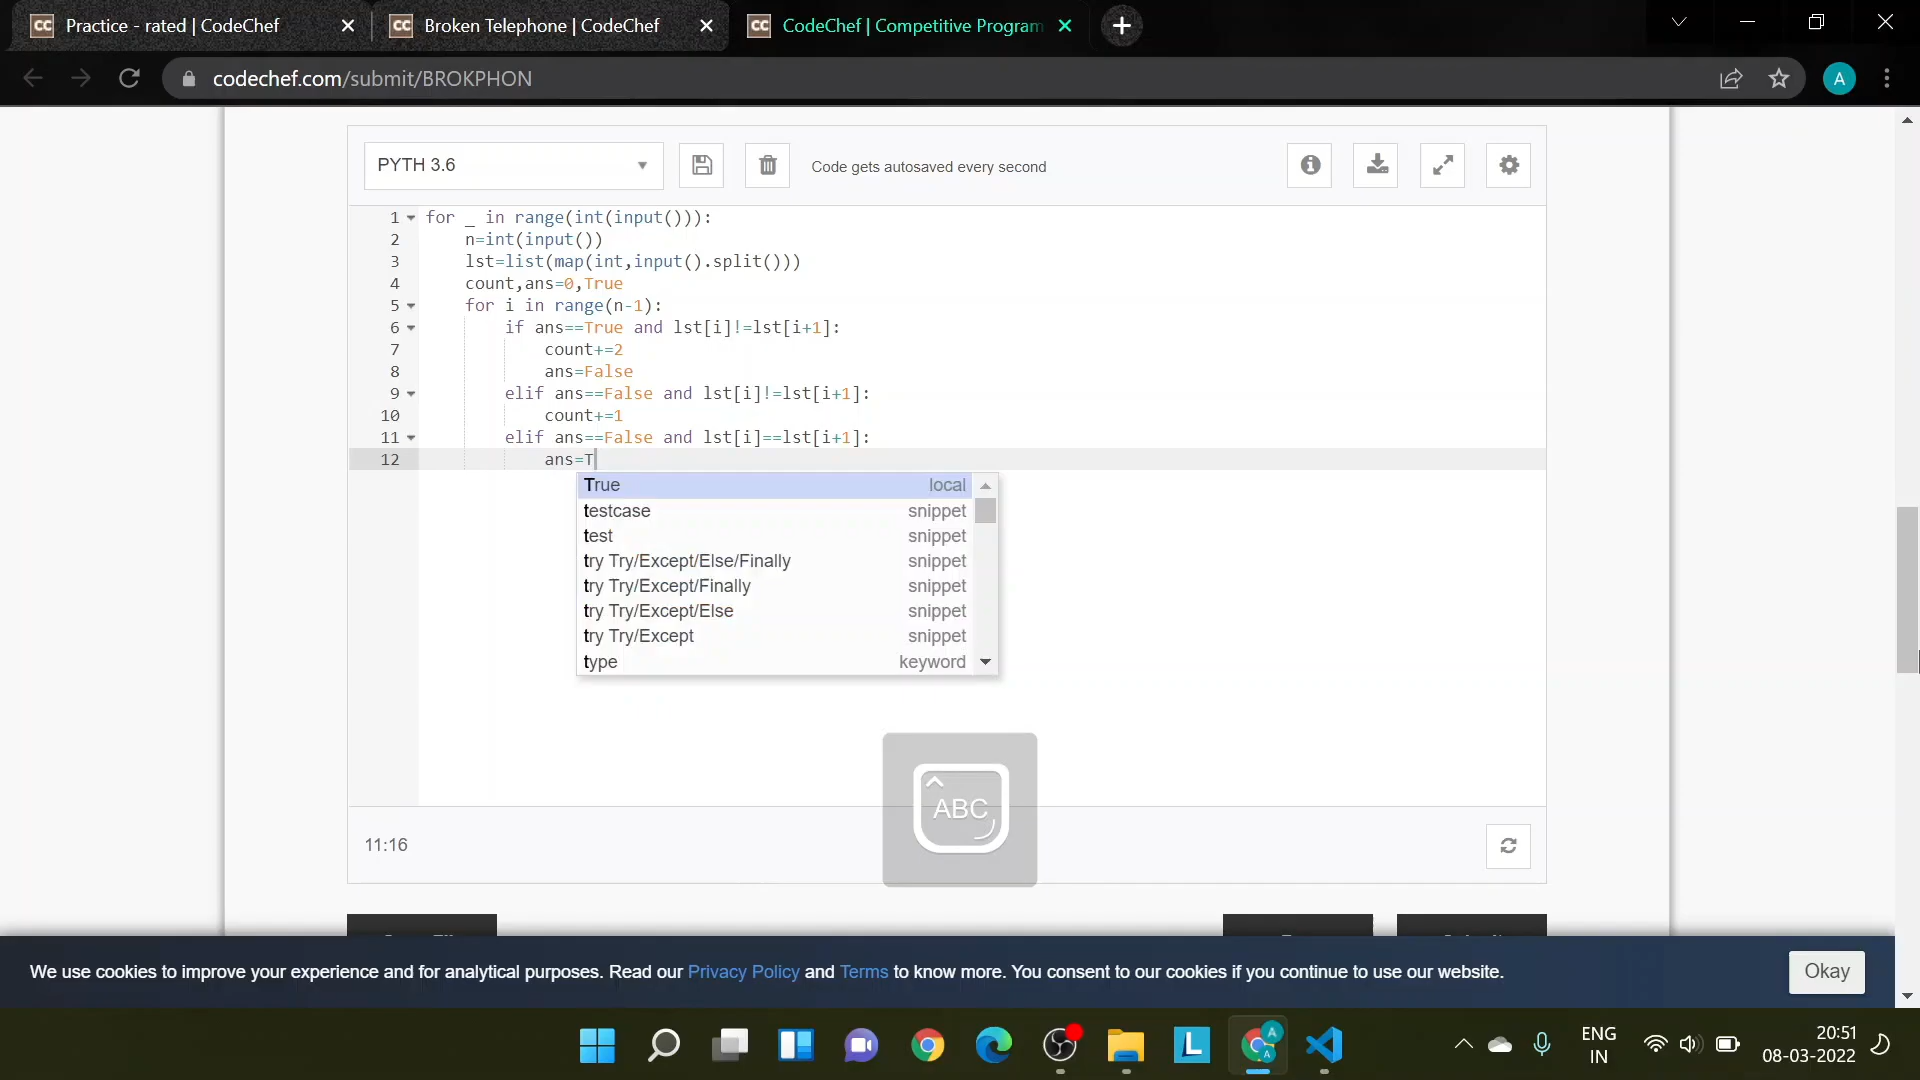 Practice - rated | CodeChef
Broken Telephone | CodeChef
CodeChef | Competitive Program
codechef.com/submit/BROKPHON
A
PYTH 3.6
Code gets autosaved every second
1 for _ in range(int(input())):
2 n=int(input())
3 lst=list(map(int,input().split()))
4 count,ans=0,True
5 for i in range(n-1):
6 if ans==True and lst[i]!=lst[i+1]:
7 count+=2
8 ans=False
9 elif ans==False and lst[i]!=lst[i+1]:
10 count+=1
11 elif ans==False and lst[i]==lst[i+1]:
12 ans=T
True local
testcase snippet
test snippet
try Try/Except/Else/Finally snippet
try Try/Except/Finally snippet
try Try/Except/Else snippet
try Try/Except snippet
type keyword
ABC
11:16
We use cookies to improve your experience and for analytical purposes. Read our Privacy Policy and Terms to know more. You consent to our cookies if you continue to use our website.
Okay
ENG
IN
20:51
08-03-2022